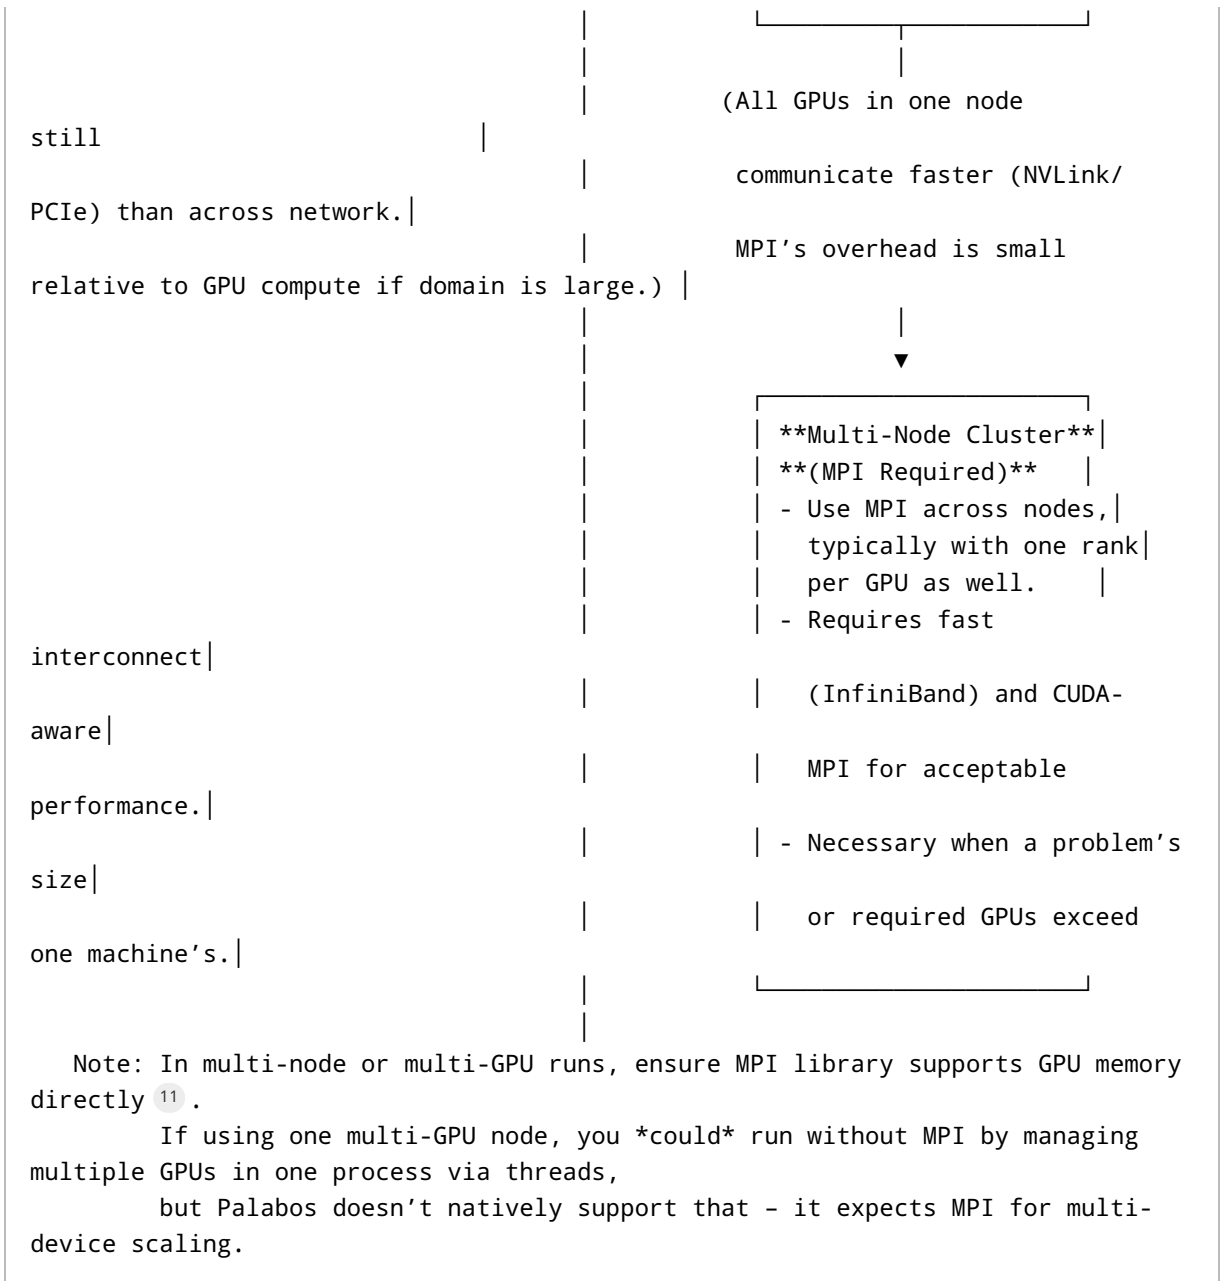 (All GPUs in one node
still │
│ communicate faster (NVLink/
PCIe) than across network.│
│ MPI’s overhead is small
relative to GPU compute if domain is large.) │
│ │
│ ▼
│ ┌──────────────────────┐
│ │ **Multi-Node Cluster**│
│ │ **(MPI Required)** │
│ │ - Use MPI across nodes,│
│ │ typically with one rank│
│ │ per GPU as well. │
│ │ - Requires fast
interconnect│
│ │ (InfiniBand) and CUDA-
aware│
│ │ MPI for acceptable
performance.│
│ │ - Necessary when a problem’s
size│
│ │ or required GPUs exceed
one machine’s.│
│ └──────────────────────┘
│
Note: In multi-node or multi-GPU runs, ensure MPI library supports GPU memory
directly 11 .
If using one multi-GPU node, you *could* run without MPI by managing
multiple GPUs in one process via threads,
but Palabos doesn’t natively support that – it expects MPI for multi-
device scaling.